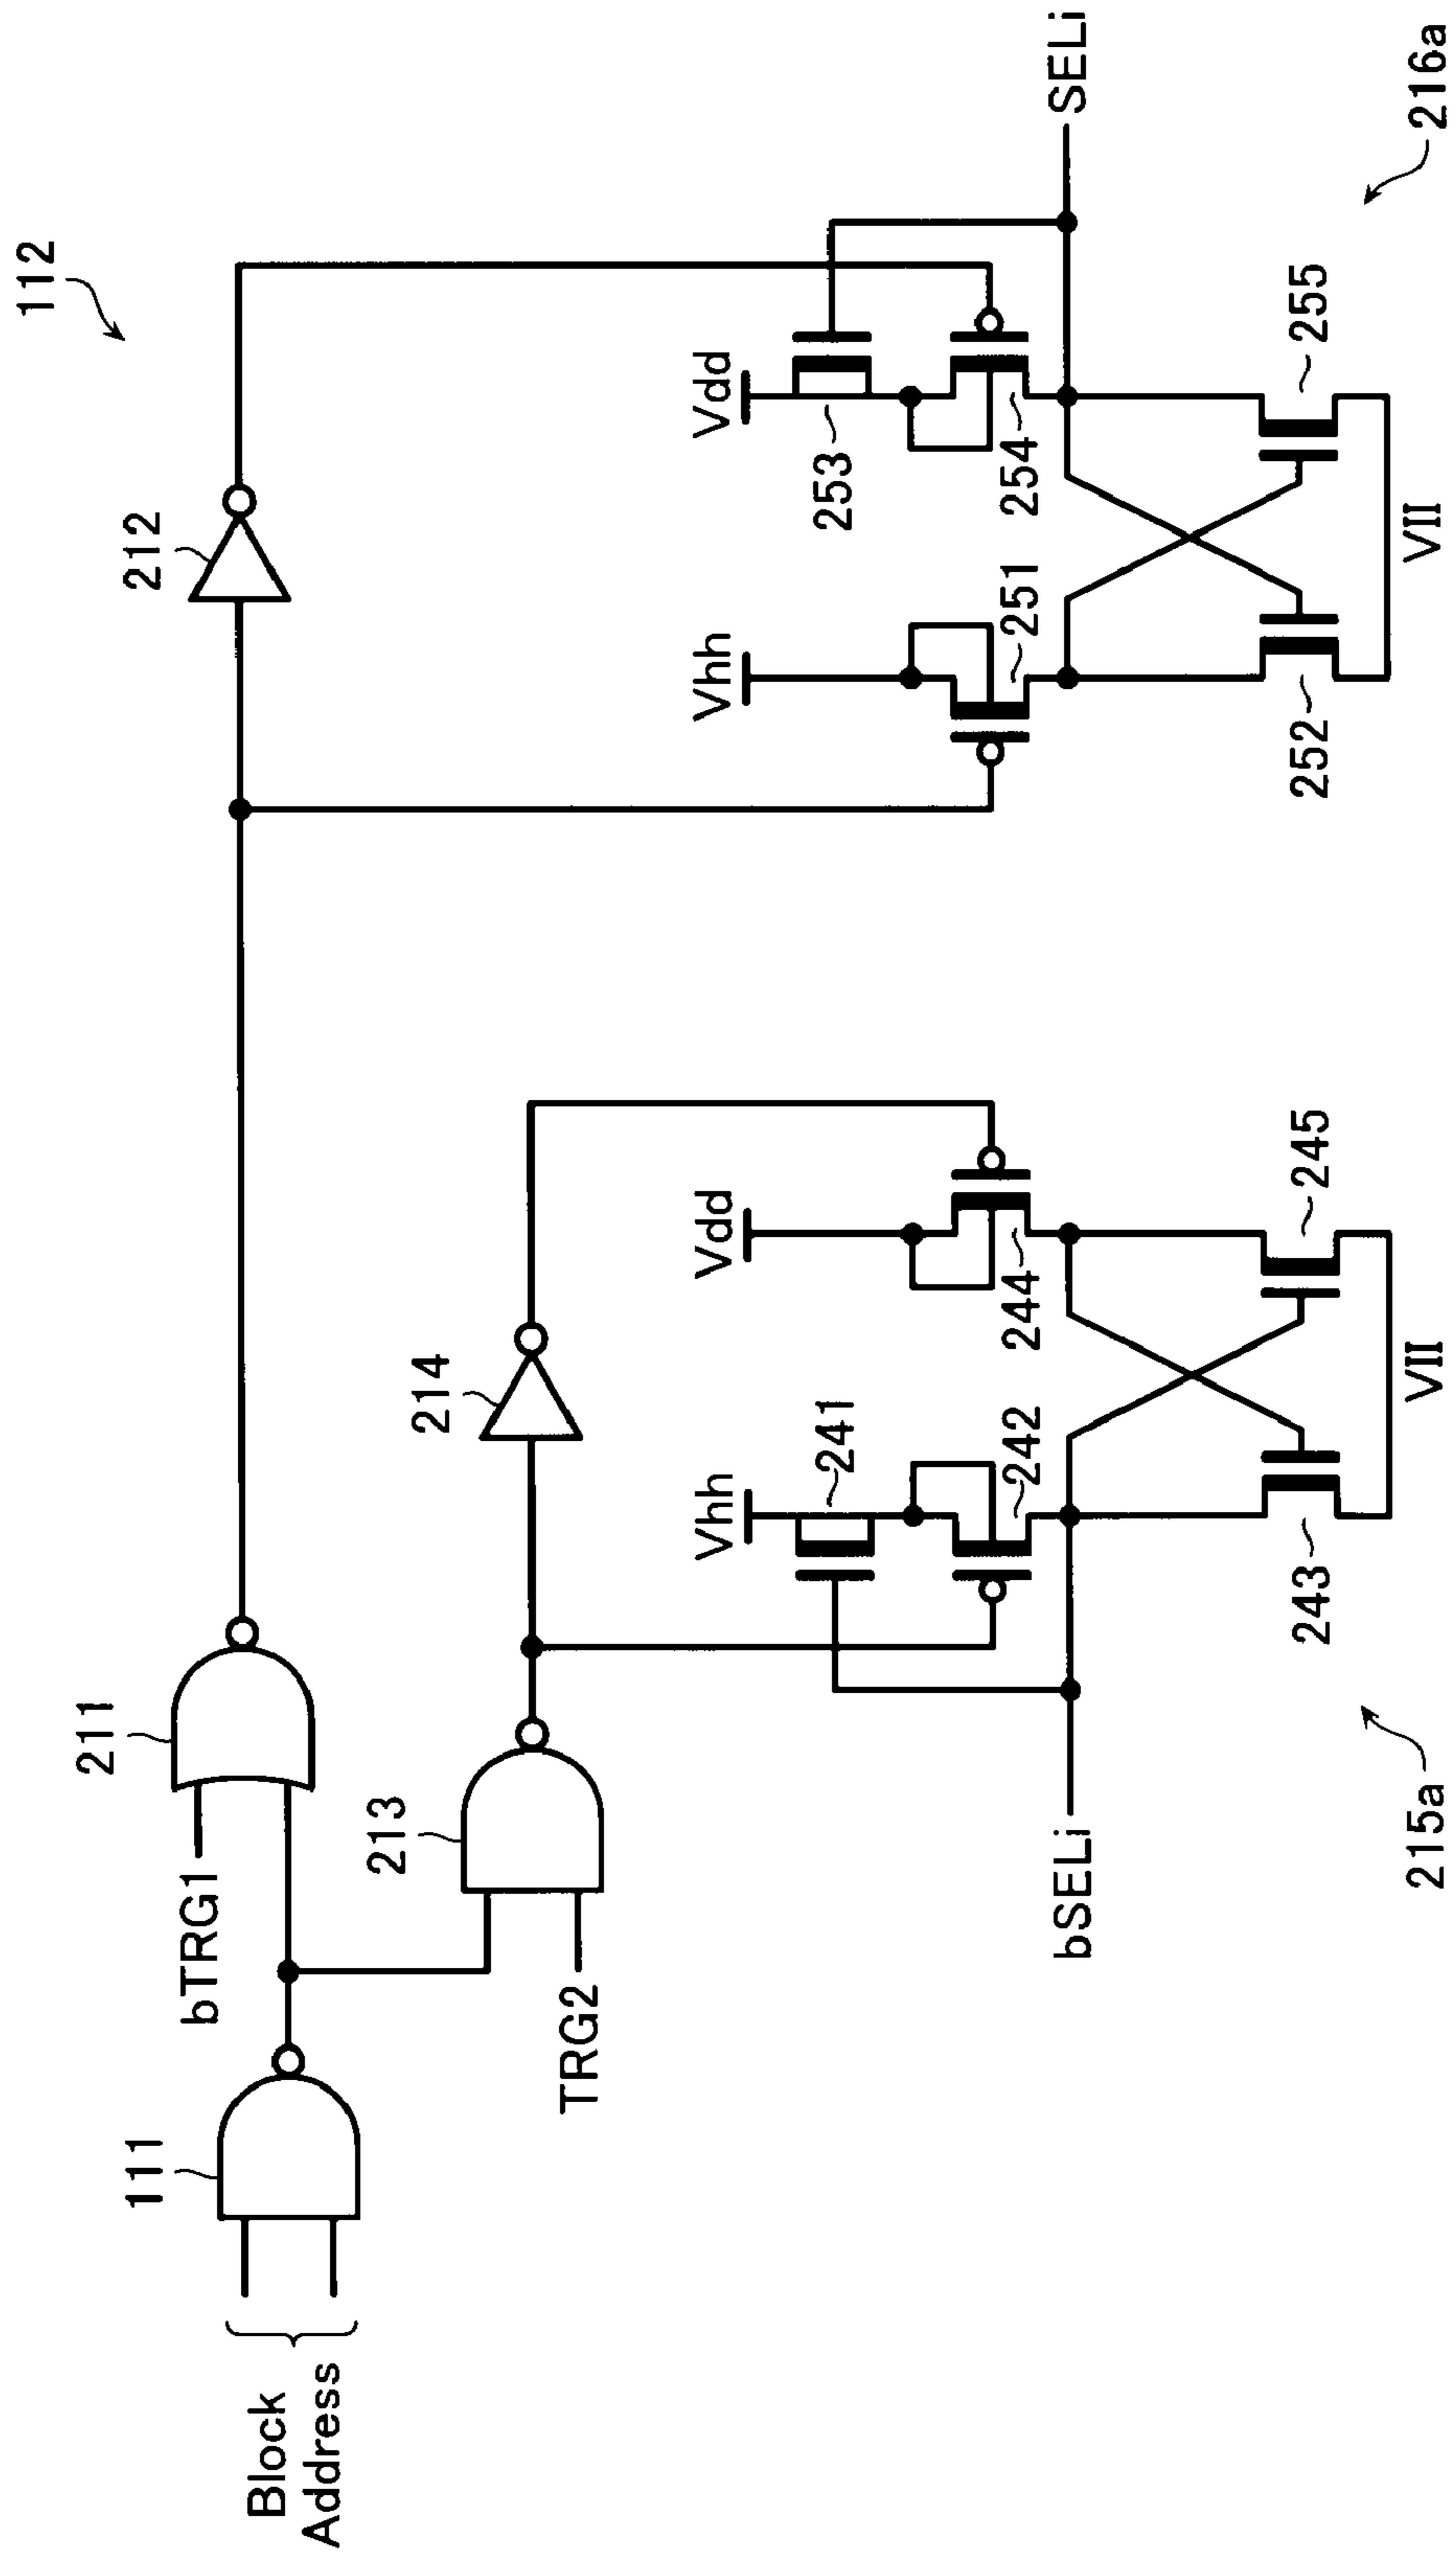 112
Block
Address
111
bTRG1
211
212
TRG2
213
214
Vhh
241
242
243
Vdd
244
245
VII
bSELi
215a
Vhh
251
252
Vdd
253
254
255
VII
SELi
216a